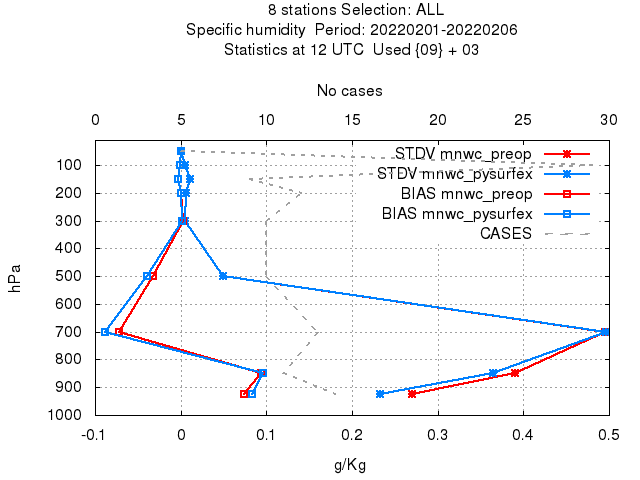 8 stations Selection: ALL
Specific humidity  Period: 20220201-20220206
Statistics at 12 UTC  Used {09} + 03
No cases
0 5 10 15 20 25 30
STDV mnwc_preop
STDV mnwc_pysurfex
BIAS mnwc_preop
BIAS mnwc_pysurfex
CASES
hPa
100
200
300
400
500
600
700
800
900
1000
-0.1 0 0.1 0.2 0.3 0.4 0.5
g/Kg